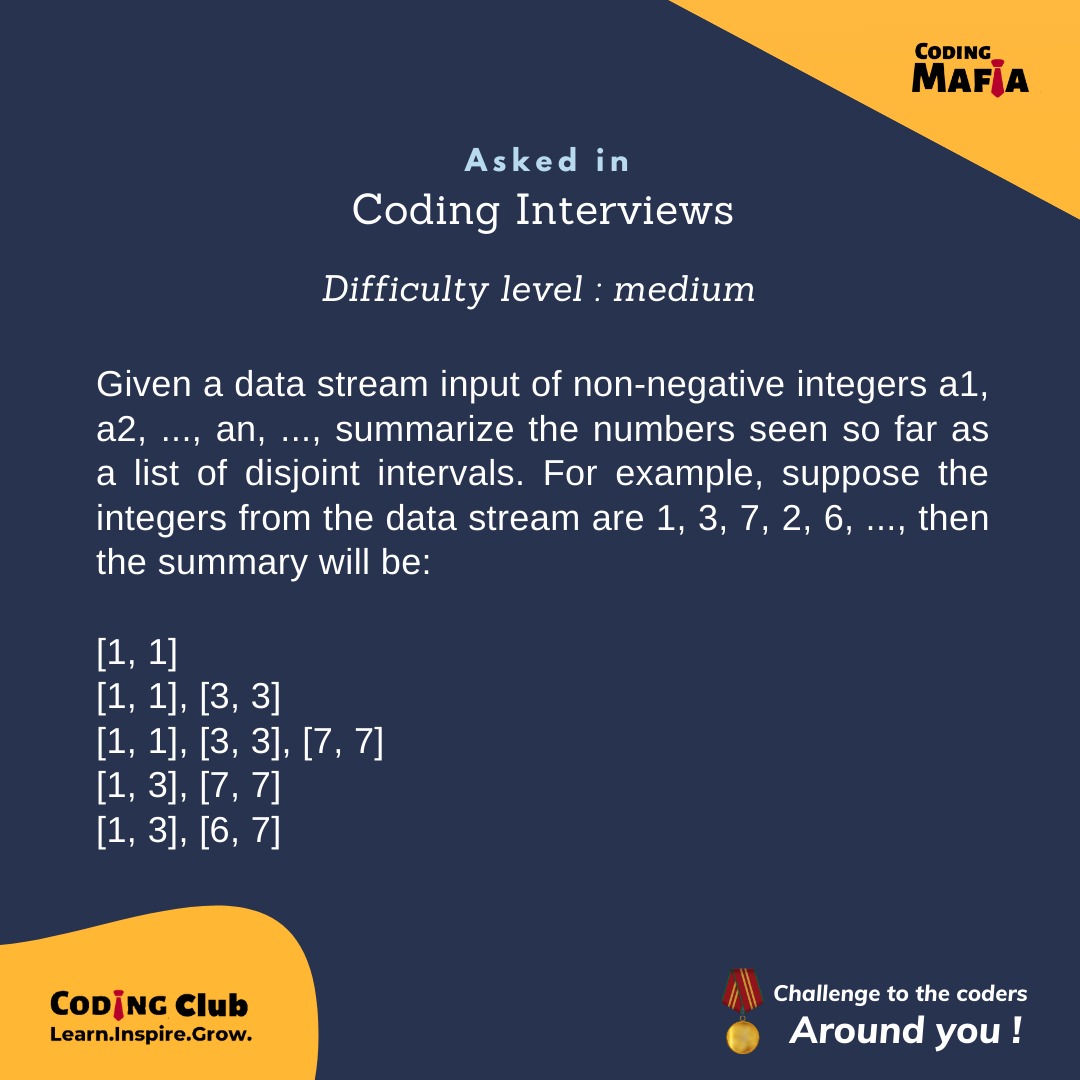 CODING
MAFIA
Asked in
Coding Interviews
Difficulty level : medium
Given a data stream input of non-negative integers a1,
a2, ..., an, ..., summarize the numbers seen so far as
a list of disjoint intervals. For example, suppose the
integers from the data stream are 1, 3, 7, 2, 6, ..., then
the summary will be:
[1, 1]
[1, 1], [3, 3]
[1, 1], [3, 3], [7, 7]
[1, 3], [7, 7]
[1, 3], [6, 7]
CODING Club
Learn.Inspire.Grow.
Challenge to the coders
Around you !